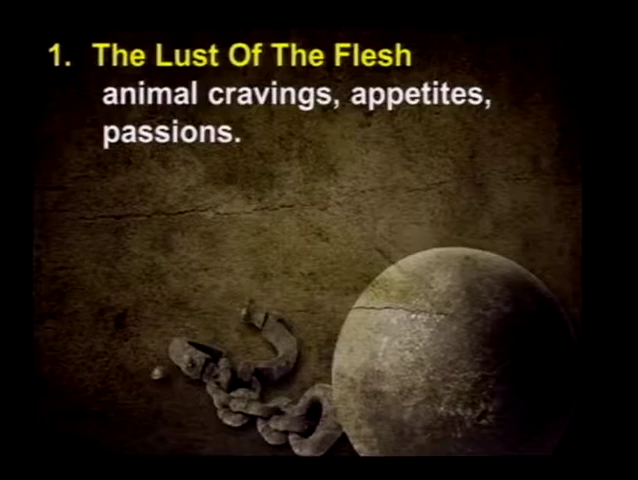 1. The Lust Of The Flesh
animal cravings, appetites,
passions.